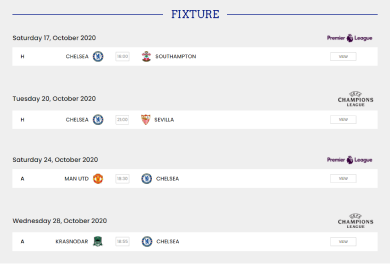 FIXTURE
Saturday 17, October 2020
Premier League
H CHELSEA SOUTHAMPTON VIEW
Tuesday 20, October 2020
UEFA
CHAMPIONS
LEAGUE
H CHELSEA 21:00 SEVILLA VIEW
Saturday 24, October 2020
Premier League
A MAN UTD 18:30 CHELSEA VIEW
Wednesday 28, October 2020
UEFA
CHAMPIONS
LEAGUE
A KRASNODAR 18:55 CHELSEA VIEW